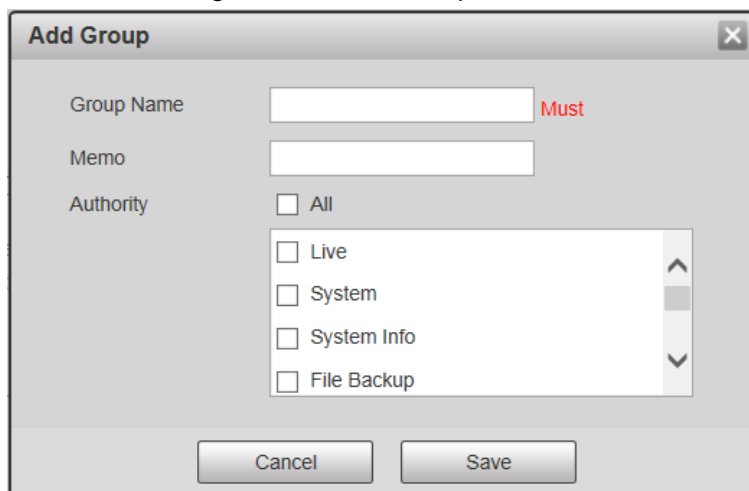 Add Group
Group Name Must
Memo
Authority All
Live
System
System Info
File Backup
Cancel Save